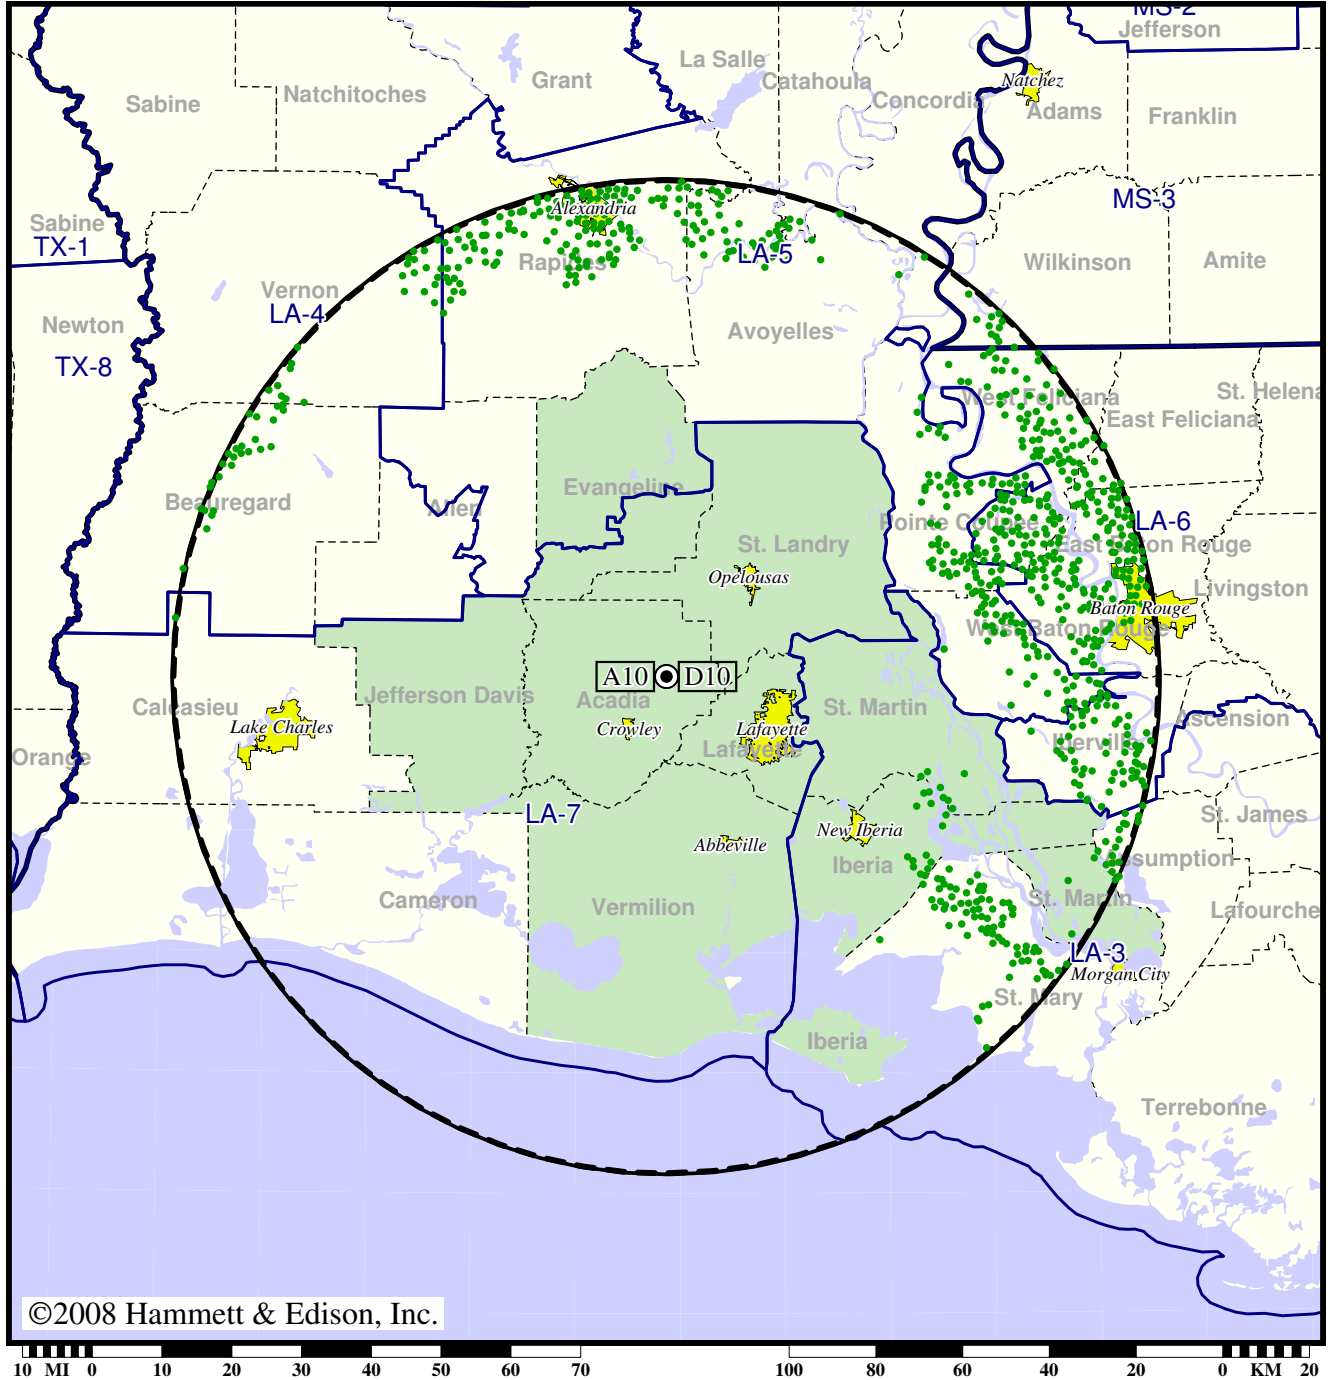 MS-2
Jefferson
La Salle
Grant
Catahoula
Natchez
Natchitoches
Concordia
Sabine
Adams
Franklin
MS-3
Alexandria
Sabine
TX-1
LA-5
Rapides
Wilkinson
Amite
Vernon
LA-4
Newton
Avoyelles
TX-8
St. Helena
West Feliciana
East Feliciana
Evangeline
Beauregard
Allen
Pointe Coupee
LA-6
St. Landry
East Baton Rouge
Opelousas
Livingston
Baton Rouge
West Baton Rouge
A10 D10
Jefferson Davis
Acadia
Calcasieu
St. Martin
Ascension
Lake Charles
Crowley
Lafayette
Lafayette
Iberville
Orange
LA-7
St. James
New Iberia
Abbeville
Assumption
Iberia
Cameron
St. Martin
Vermilion
Lafourche
LA-3
Morgan City
St. Mary
Iberia
Terrebonne
©2008 Hammett & Edison, Inc.
10 MI 0 10 20 30 40 50 60 70 100 80 60 40 20 0 KM 20